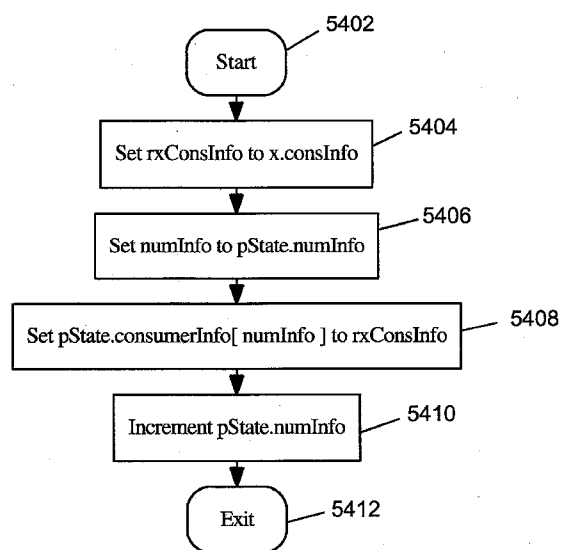 5402
Start
5404
Set rxConsInfo to x.consInfo
5406
Set numInfo to pState.numInfo
5408
Set pState.consumerInfo[ numInfo ] to rxConsInfo
5410
Increment pState.numInfo
5412
Exit